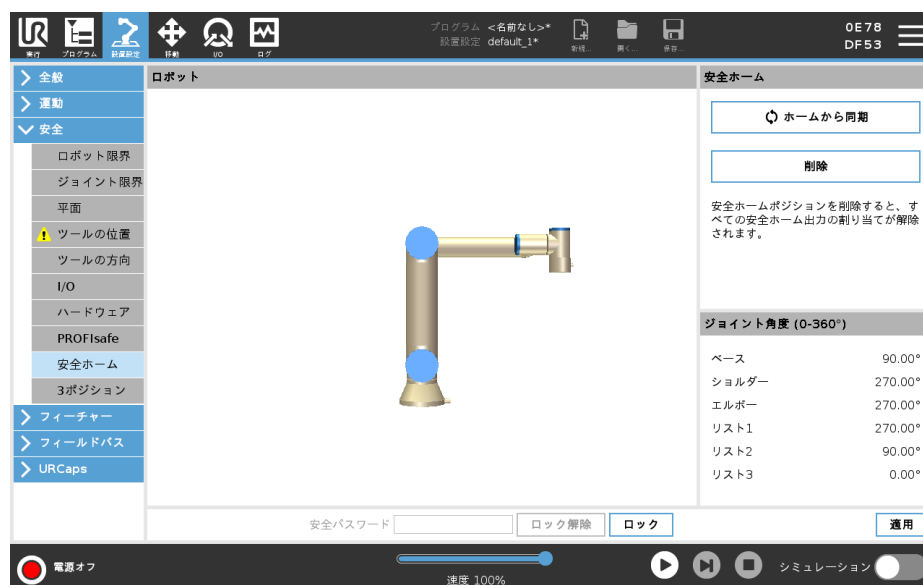 プログラム <名前なし>*
設置設定 default_1*
0E78
DF53
実行 プログラム 設置設定 移動 I/O ログ 新規... 開く... 保存...
全般
運動
安全
ロボット限界
ジョイント限界
平面
ツールの位置
ツールの方向
I/O
ハードウェア
PROFIsafe
安全ホーム
3ポジション
フィーチャー
フィールドバス
URCaps
ロボット
安全ホーム
ホームから同期
削除
安全ホームポジションを削除すると、す
べての安全ホーム出力の割り当てが解除
されます。
ジョイント角度 (0-360°)
ベース 90.00°
ショルダー 270.00°
エルボー 270.00°
リスト1 270.00°
リスト2 90.00°
リスト3 0.00°
安全パスワード ロック解除 ロック 適用
電源オフ
速度 100%
シミュレーション